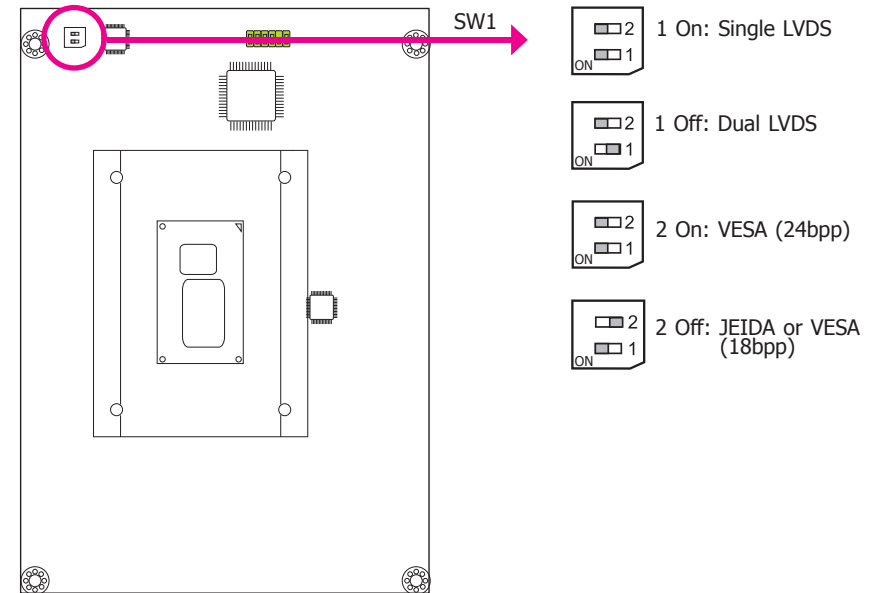 SW1
2
1 On: Single LVDS
1
ON
2
1 Off: Dual LVDS
1
ON
2
2 On: VESA (24bpp)
1
ON
2
2 Off: JEIDA or VESA
(18bpp)
1
ON